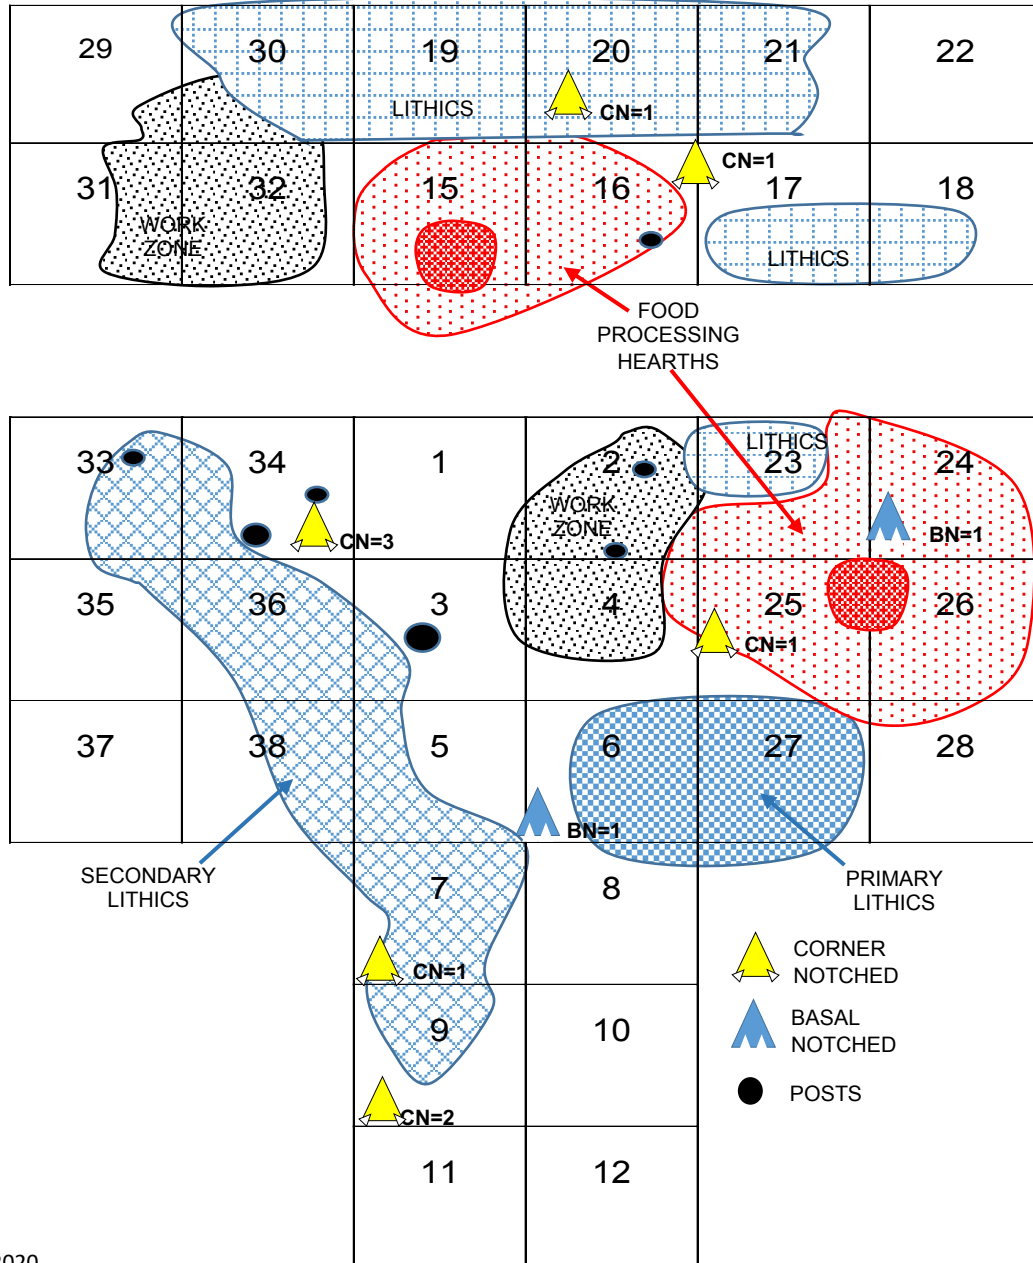 29 30 19 20 21 22
LITHICS
CN=1
CN=1
31 32 15 16 17 18
WORK
ZONE
LITHICS
FOOD
PROCESSING
HEARTHS
33 34 1 2 23 24
LITHICS
WORK
ZONE
CN=3
BN=1
35 36 3 4 25 26
CN=1
37 38 5 6 27 28
BN=1
SECONDARY
LITHICS
7 8
PRIMARY
LITHICS
CN=1
CORNER
NOTCHED
9 10
BASAL
NOTCHED
POSTS
CN=2
11 12